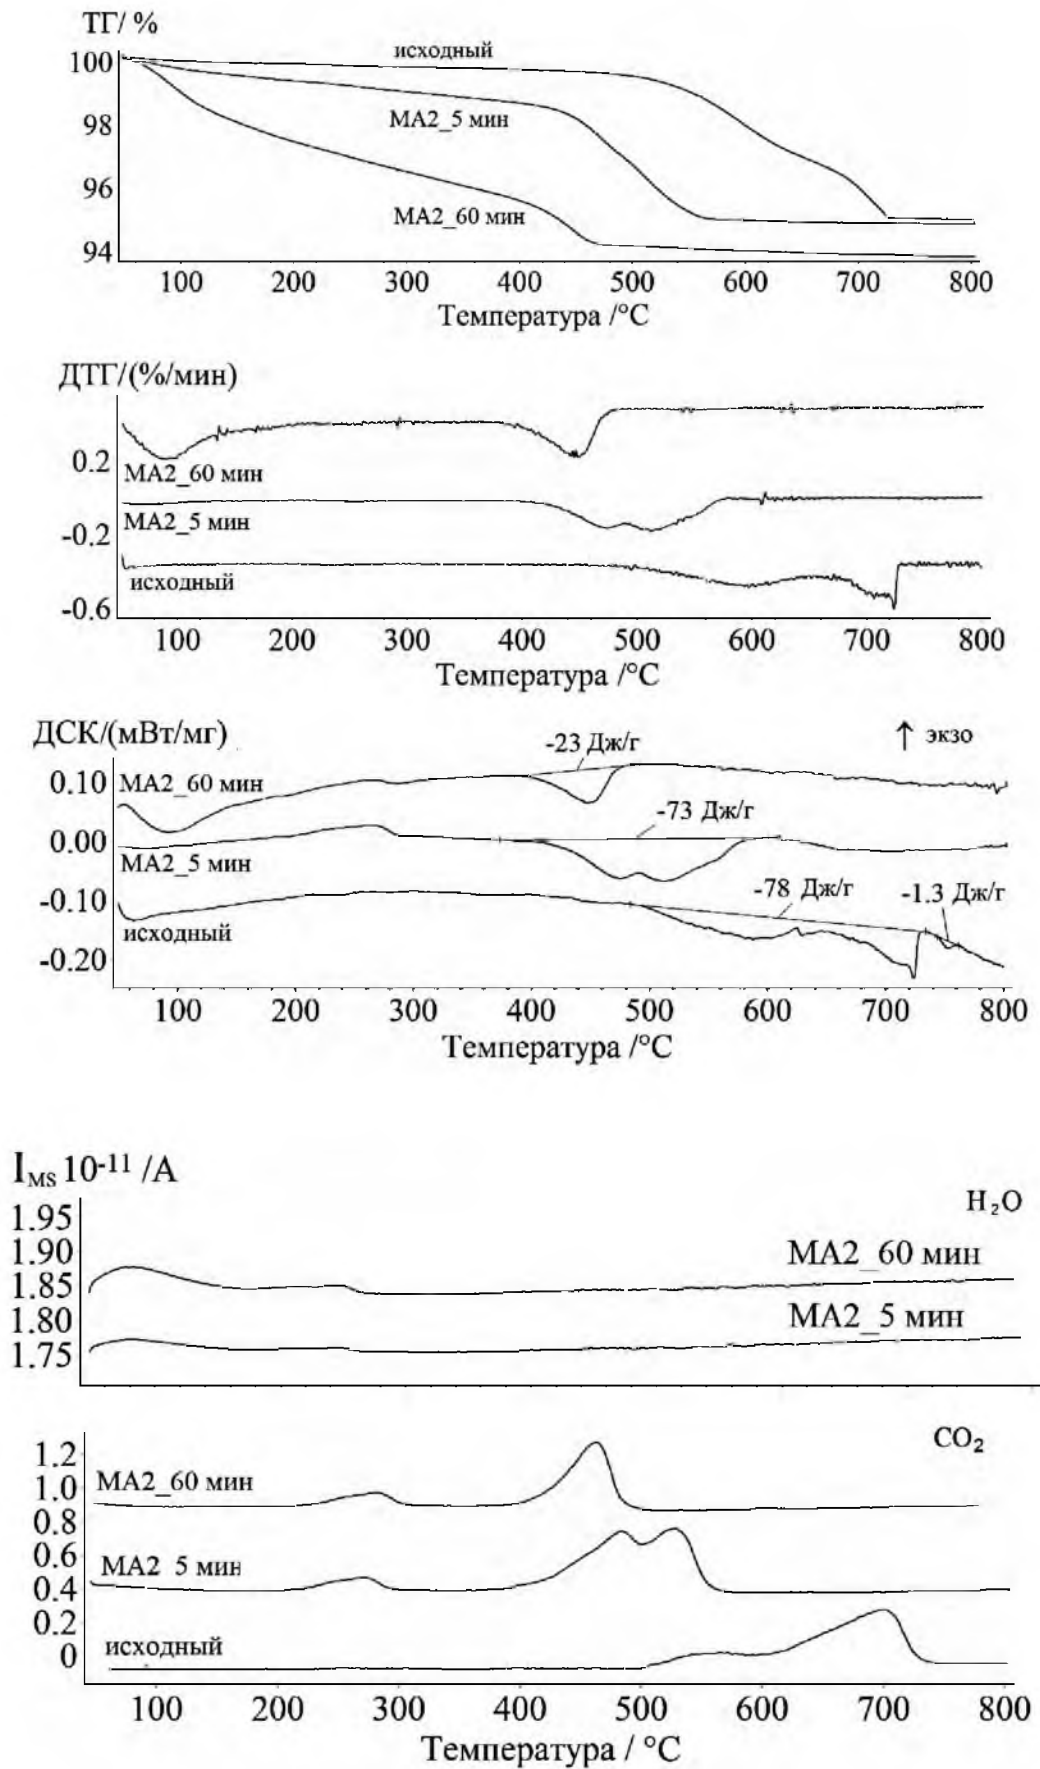 ТГ/ %
исходный
100
МА2_5 мин
98
96
МА2_60 мин
94
100 200 300 400 500 600 700 800
Температура /°C
ДТГ/(%/мин)
0.2
МА2_60 мин
МА2_5 мин
-0.2
исходный
-0.6
100 200 300 400 500 600 700 800
Температура /°C
ДСК/(мВт/мг)
-23 Дж/г
↑ экзо
0.10
МА2_60 мин
-73 Дж/г
0.00
МА2_5 мин
-78 Дж/г
-1.3 Дж/г
-0.10
исходный
-0.20
100 200 300 400 500 600 700 800
Температура /°C
IMS 10-11 /A
H2O
1.95
1.90
МА2_60 мин
1.85
1.80
МА2_5 мин
1.75
CO2
1.2
МА2_60 мин
1.0
0.8
0.6
МА2 5 мин
0.4
0.2
исходный
0
100 200 300 400 500 600 700 800
Температура / °C